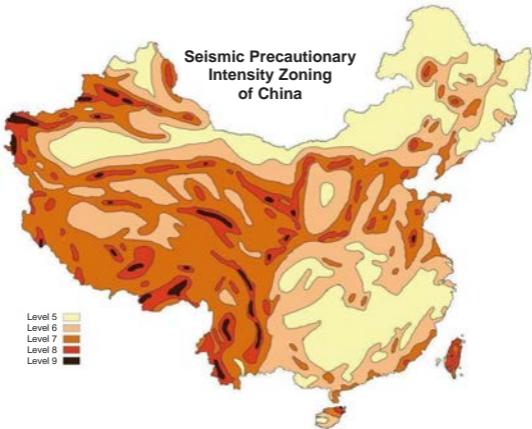 Seismic Precautionary
Intensity Zoning
of China
Level 5
Level 6
Level 7
Level 8
Level 9